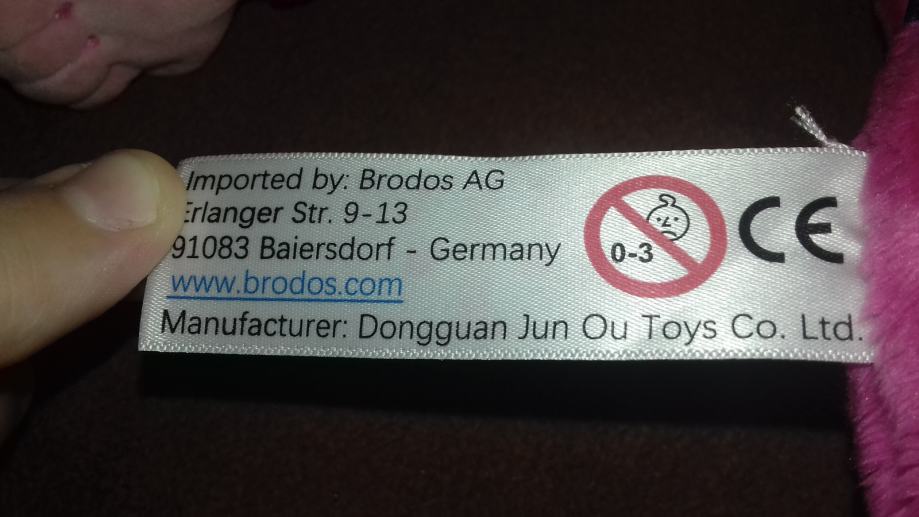 Imported by: Brodos AG
Erlanger Str. 9-13
91083 Baiersdorf - Germany
www.brodos.com
Manufacturer: Dongguan Jun Ou Toys Co. Ltd.
0-3
CE